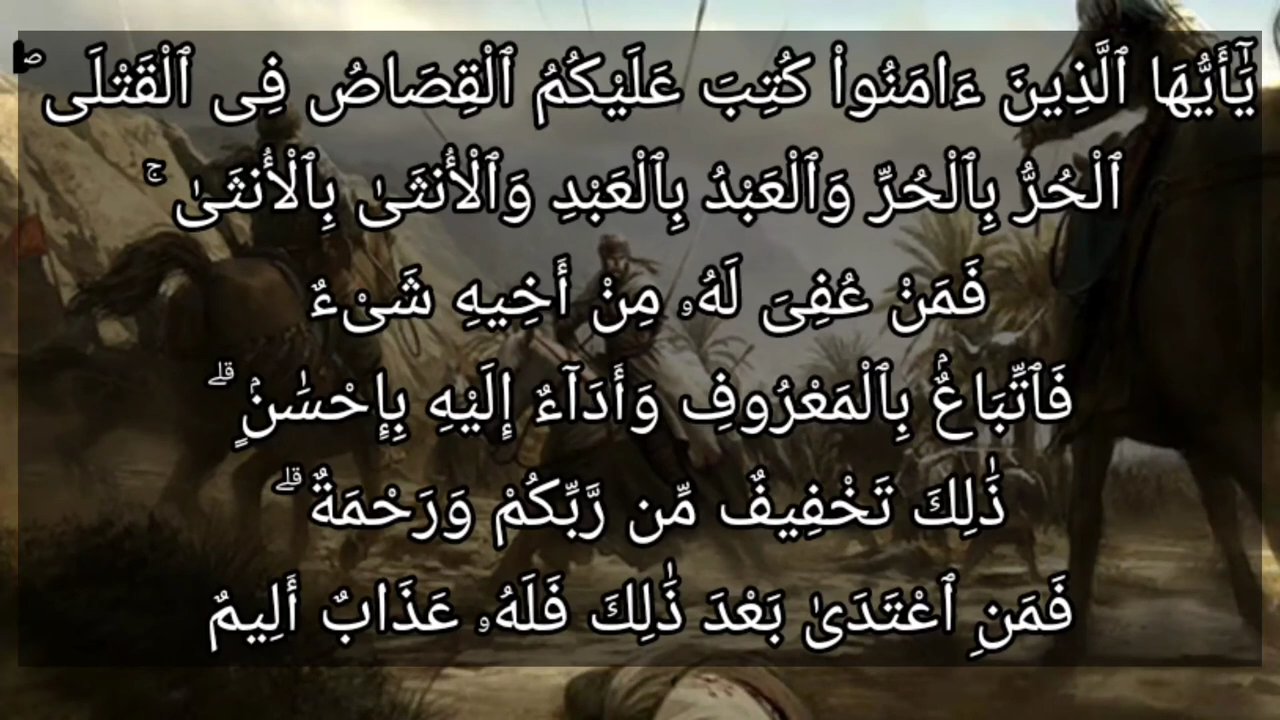 يَٰٓأَيُّهَا ٱلَّذِينَ ءَامَنُوا۟ كُتِبَ عَلَيْكُمُ ٱلْقِصَاصُ فِى ٱلْقَتْلَى ۖ
ٱلْحُرُّ بِٱلْحُرِّ وَٱلْعَبْدُ بِٱلْعَبْدِ وَٱلْأُنثَىٰ بِٱلْأُنثَىٰ ۚ
فَمَنْ عُفِىَ لَهُۥ مِنْ أَخِيهِ شَىْءٌ
فَٱتِّبَاعٌۢ بِٱلْمَعْرُوفِ وَأَدَآءٌ إِلَيْهِ بِإِحْسَٰنٍۢ ۗ
ذَٰلِكَ تَخْفِيفٌ مِّن رَّبِّكُمْ وَرَحْمَةٌ ۗ
فَمَنِ ٱعْتَدَىٰ بَعْدَ ذَٰلِكَ فَلَهُۥ عَذَابٌ أَلِيمٌ